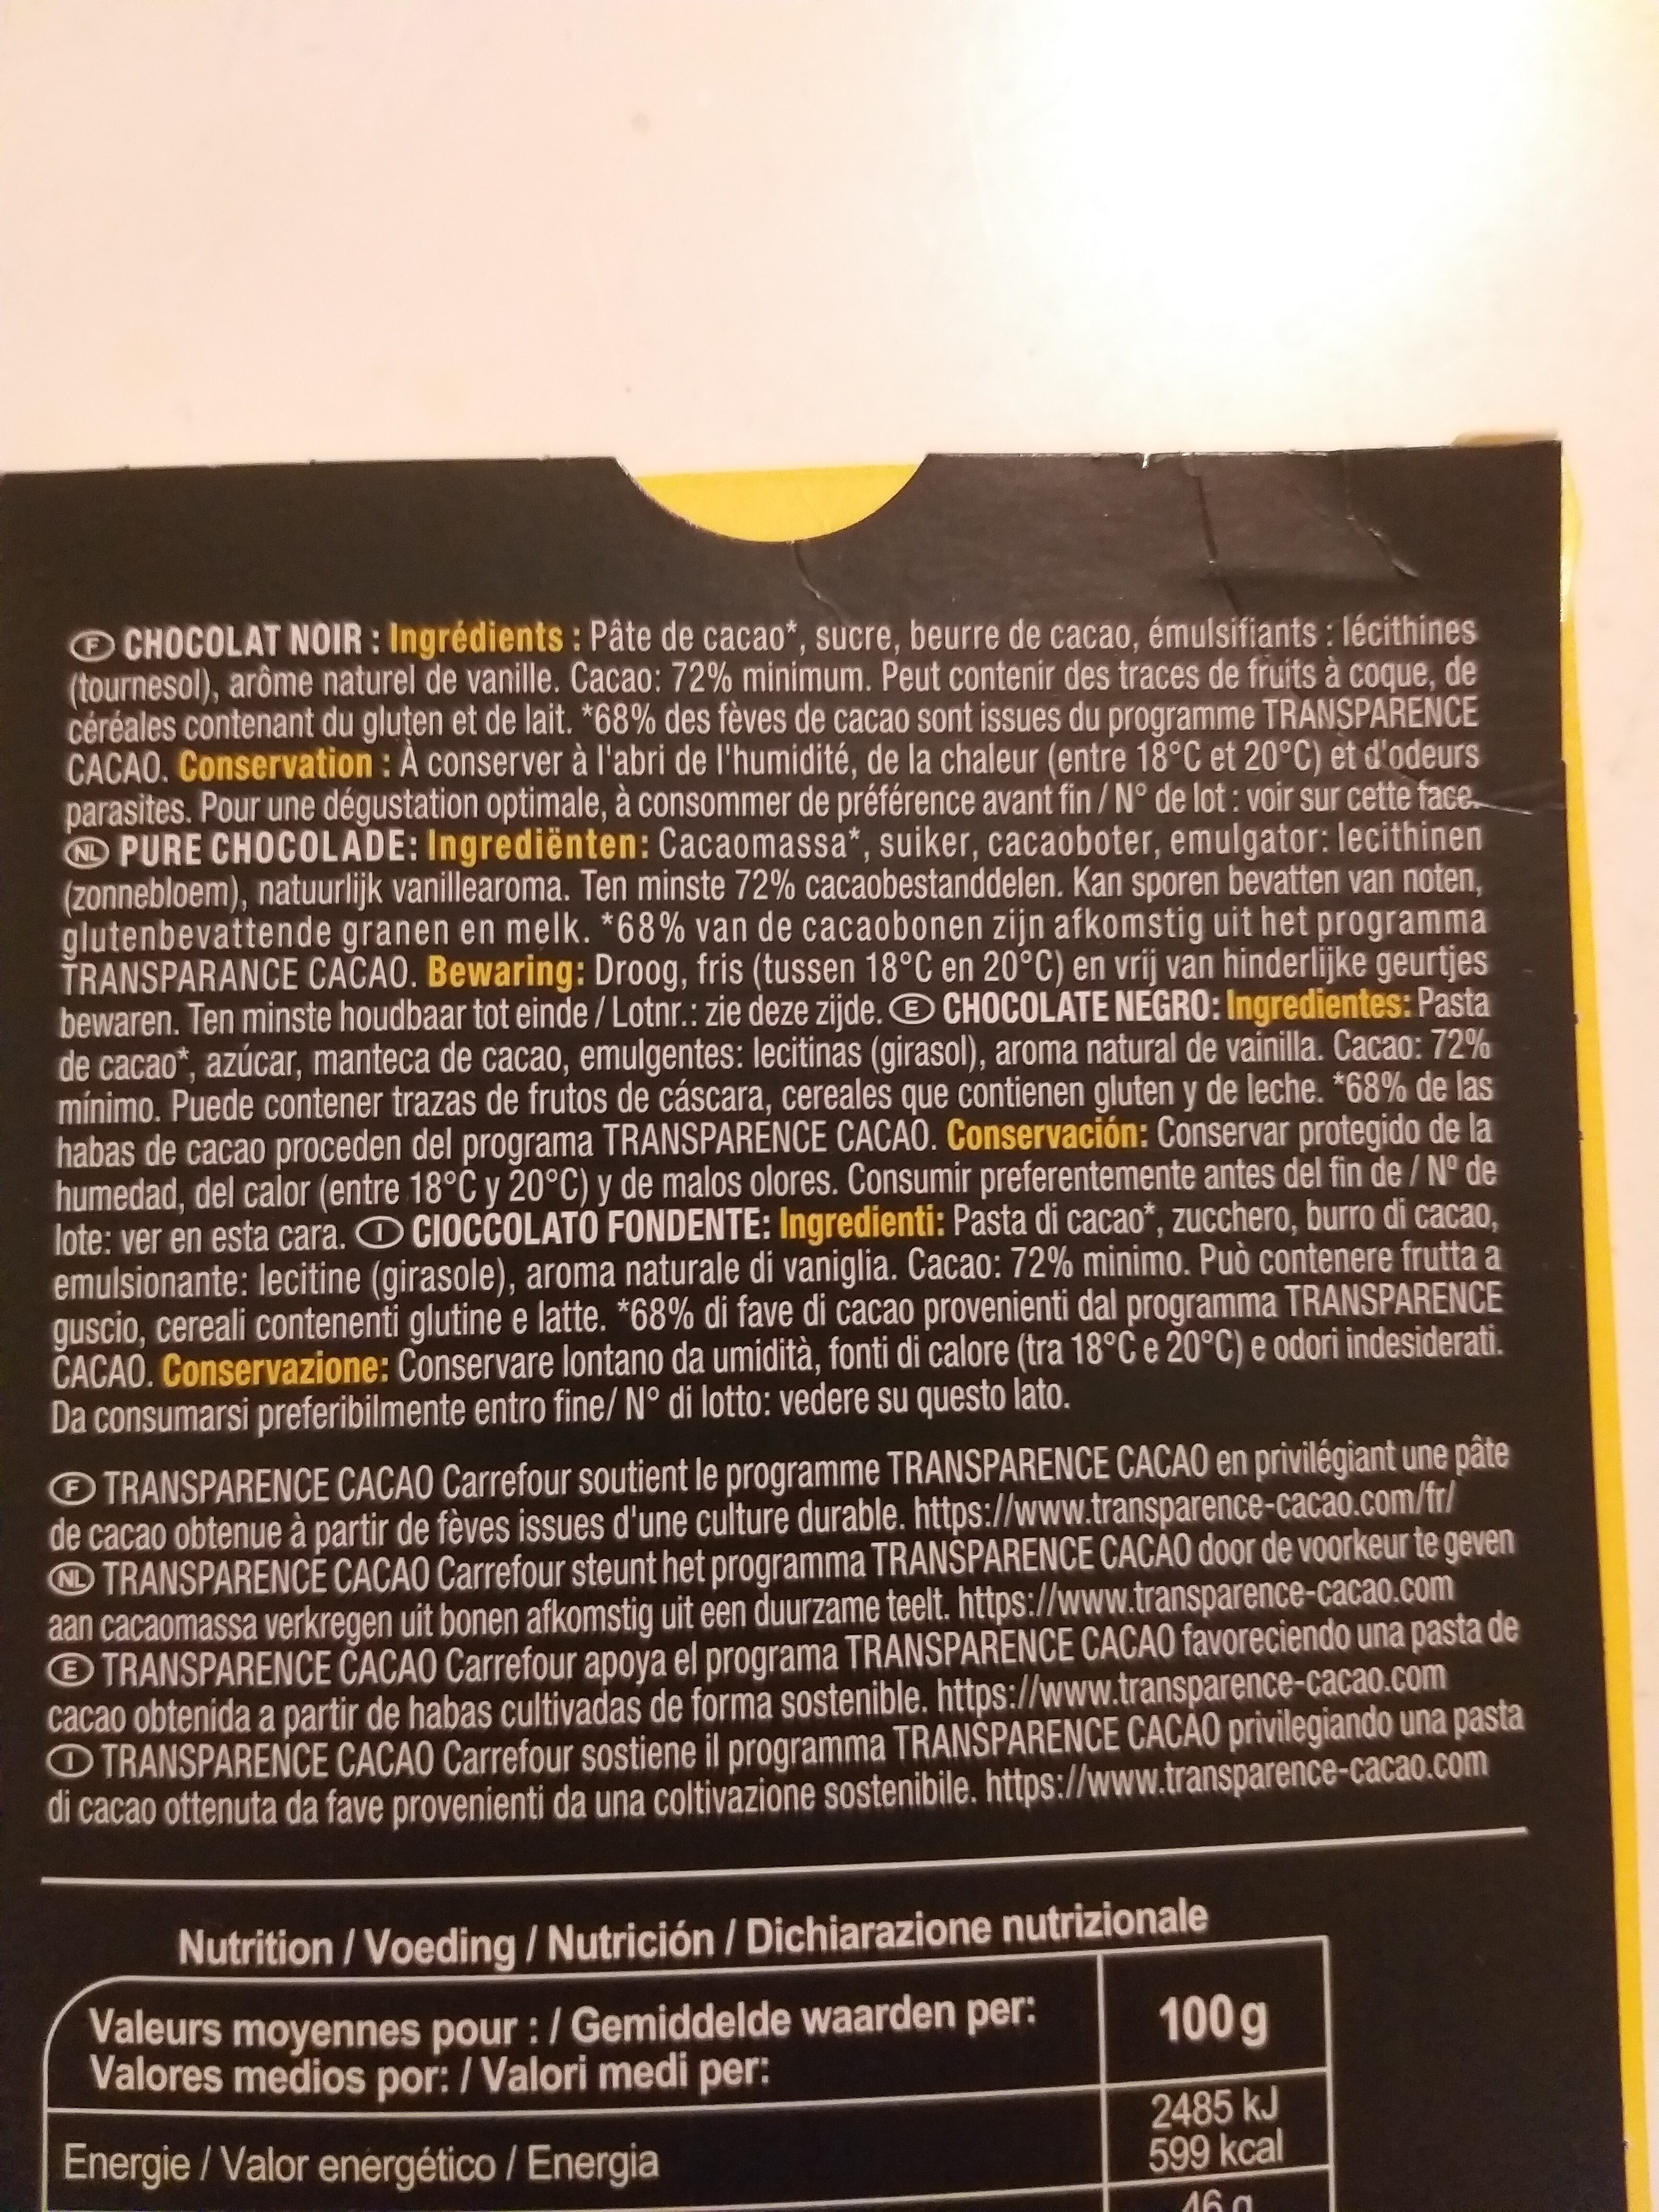 F CHOCOLAT NOIR : Ingrédients : Pâte de cacao*, sucre, beurre de cacao, émulsifiants : lécithines
(tournesol), arôme naturel de vanille. Cacao: 72% minimum. Peut contenir des traces de fruits à coque, de
céréales contenant du gluten et de lait. *68% des fèves de cacao sont issues du programme TRANSPARENCE
CACAO. Conservation : À conserver à l'abri de l'humidité, de la chaleur (entre 18°C et 20°C) et d'odeurs
parasites. Pour une dégustation optimale, à consommer de préférence avant fin / N° de lot : voir sur cette face.
NL PURE CHOCOLADE: Ingrediënten: Cacaomassa*, suiker, cacaoboter, emulgator: lecithinen
(zonnebloem), natuurlijk vanillearoma. Ten minste 72% cacaobestanddelen. Kan sporen bevatten van noten,
glutenbevattende granen en melk. *68% van de cacaobonen zijn afkomstig uit het programma
TRANSPARANCE CACAO. Bewaring: Droog, fris (tussen 18°C en 20°C) en vrij van hinderlijke geurtjes
bewaren. Ten minste houdbaar tot einde / Lotnr.: zie deze zijde. E CHOCOLATE NEGRO: Ingredientes: Pasta
de cacao*, azúcar, manteca de cacao, emulgentes: lecitinas (girasol), aroma natural de vainilla. Cacao: 72%
mínimo. Puede contener trazas de frutos de cáscara, cereales que contienen gluten y de leche. *68% de las
habas de cacao proceden del programa TRANSPARENCE CACAO. Conservación: Conservar protegido de la
humedad, del calor (entre 18°C y 20°C) y de malos olores. Consumir preferentemente antes del fin de / Nº de
lote: ver en esta cara. I CIOCCOLATO FONDENTE: Ingredienti: Pasta di cacao*, zucchero, burro di cacao,
emulsionante: lecitine (girasole), aroma naturale di vaniglia. Cacao: 72% minimo. Può contenere frutta a
guscio, cereali contenenti glutine e latte. *68% di fave di cacao provenienti dal programma TRANSPARENCE
CACAO. Conservazione: Conservare lontano da umidità, fonti di calore (tra 18°C e 20°C) e odori indesiderati.
Da consumarsi preferibilmente entro fine/ N° di lotto: vedere su questo lato.
F TRANSPARENCE CACAO Carrefour soutient le programme TRANSPARENCE CACAO en privilégiant une pâte
de cacao obtenue à partir de fèves issues d'une culture durable. https://www.transparence-cacao.com/fr/
NL TRANSPARENCE CACAO Carrefour steunt het programma TRANSPARENCE CACAO door de voorkeur te geven
aan cacaomassa verkregen uit bonen afkomstig uit een duurzame teelt. https://www.transparence-cacao.com
E TRANSPARENCE CACAO Carrefour apoya el programa TRANSPARENCE CACAO favoreciendo una pasta de
cacao obtenida a partir de habas cultivadas de forma sostenible. https://www.transparence-cacao.com
I TRANSPARENCE CACAO Carrefour sostiene il programma TRANSPARENCE CACAO privilegiando una pasta
di cacao ottenuta da fave provenienti da una coltivazione sostenibile. https://www.transparence-cacao.com
Nutrition / Voeding / Nutrición / Dichiarazione nutrizionale
Valeurs moyennes pour : / Gemiddelde waarden per:
Valores medios por: / Valori medi per:
100 g
2485 kJ
Energie / Valor energético / Energia
599 kcal
46 g